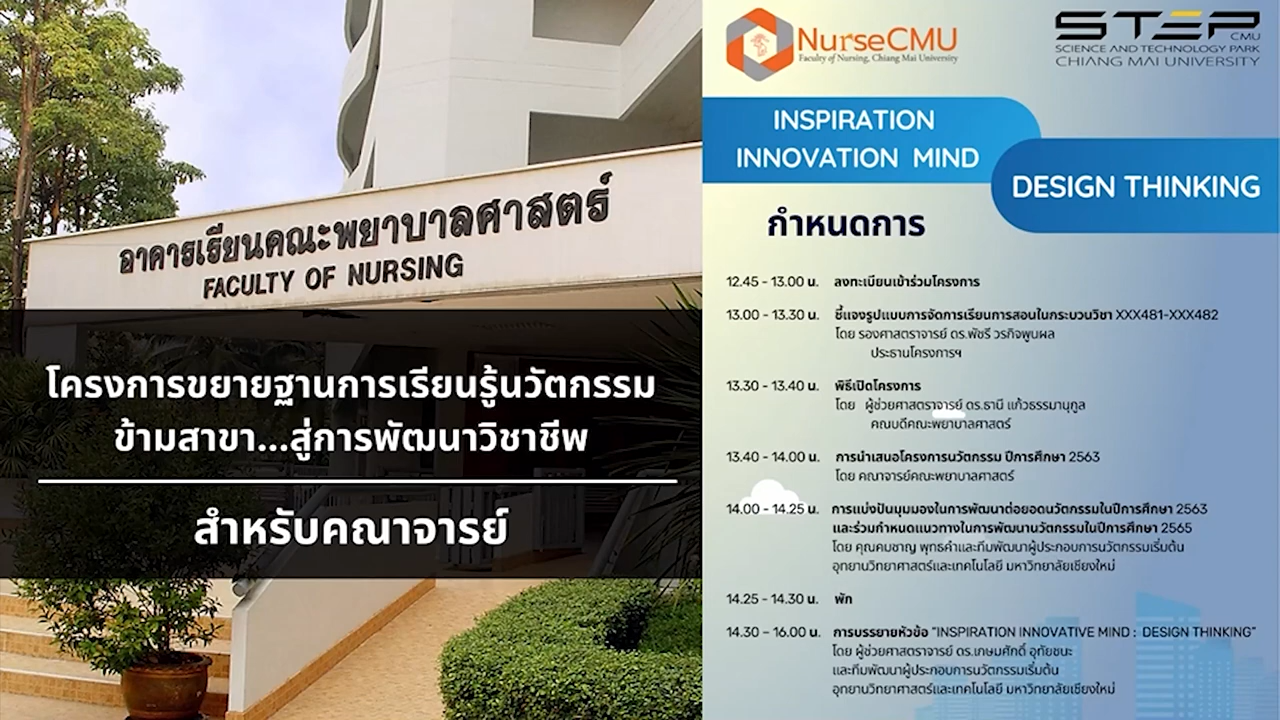 อาคารเรียนคณะพยาบาลศาสตร์
FACULTY OF NURSING
โครงการขยายฐานการเรียนรู้นวัตกรรม
ข้ามสาขา...สู่การพัฒนาวิชาชีพ
สำหรับคณาจารย์
NurseCMU
Faculty of Nursing, Chiang Mai University
STEP
CMU
SCIENCE AND TECHNOLOGY PARK
CHIANG MAI UNIVERSITY
INSPIRATION
INNOVATION MIND
DESIGN THINKING
กำหนดการ
12.45 - 13.00 น. ลงทะเบียนเข้าร่วมโครงการ
13.00 - 13.30 น. ชี้แจงรูปแบบการจัดการเรียนการสอนในกระบวนวิชา XXX481-XXX482
โดย รองศาสตราจารย์ ดร.พัชรี วรกิจพูนผล
ประธานโครงการฯ
13.30 - 13.40 น. พิธีเปิดโครงการ
โดย ผู้ช่วยศาสตราจารย์ ดร.ธานี แก้วธรรมานุกูล
คณบดีคณะพยาบาลศาสตร์
13.40 - 14.00 น. การนำเสนอโครงการนวัตกรรม ปีการศึกษา 2563
โดย คณาจารย์คณะพยาบาลศาสตร์
14.00 - 14.25 น. การแบ่งปันมุมมองในการพัฒนาต่อยอดนวัตกรรมในปีการศึกษา 2563
และร่วมกำหนดแนวทางในการพัฒนานวัตกรรมในปีการศึกษา 2565
โดย คุณคมชาญ พุทธคำและทีมพัฒนาผู้ประกอบการนวัตกรรมเริ่มต้น
อุทยานวิทยาศาสตร์และเทคโนโลยี มหาวิทยาลัยเชียงใหม่
14.25 - 14.30 น. พัก
14.30 – 16.00 น. การบรรยายหัวข้อ “INSPIRATION INNOVATIVE MIND : DESIGN THINKING”
โดย ผู้ช่วยศาสตราจารย์ ดร.เกษมศักดิ์ อุทัยชนะ
และทีมพัฒนาผู้ประกอบการนวัตกรรมเริ่มต้น
อุทยานวิทยาศาสตร์และเทคโนโลยี มหาวิทยาลัยเชียงใหม่